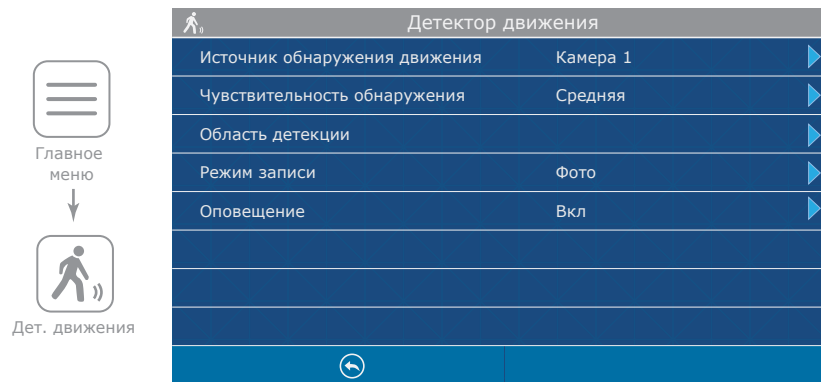 Детектор движения
Источник обнаружения движения Камера 1
Чувствительность обнаружения Средняя
Область детекции
Режим записи Фото
Оповещение Вкл
Главное
меню
Дет. движения